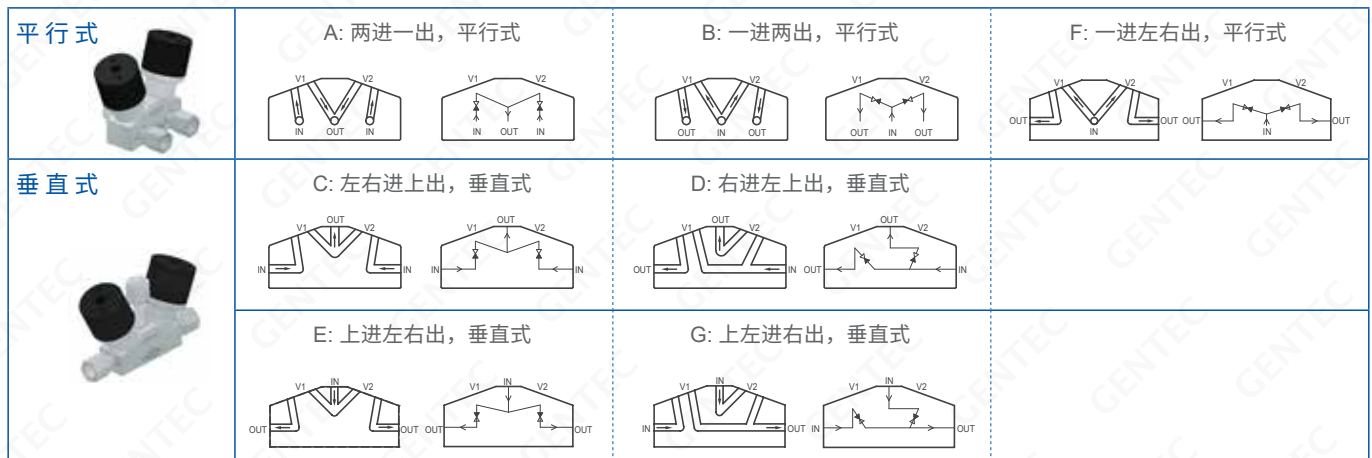 平行式
A: 两进一出，平行式
B: 一进两出，平行式
F: 一进左右出，平行式
V1 V2 V1 V2
IN OUT IN IN OUT IN
V1 V2 V1 V2
OUT IN OUT OUT IN OUT
V1 V2 V1 V2
OUT IN OUT OUT IN OUT
垂直式
C: 左右进上出，垂直式
D: 右进左上出，垂直式
OUT OUT
V1 V2 V1 V2
IN IN IN IN
OUT OUT
V1 V2 V1 V2
OUT IN OUT IN
E: 上进左右出，垂直式
G: 上左进右出，垂直式
IN IN
V1 V2 V1 V2
OUT OUT OUT OUT
IN IN
V1 V2 V1 V2
IN OUT IN OUT
GENTEC